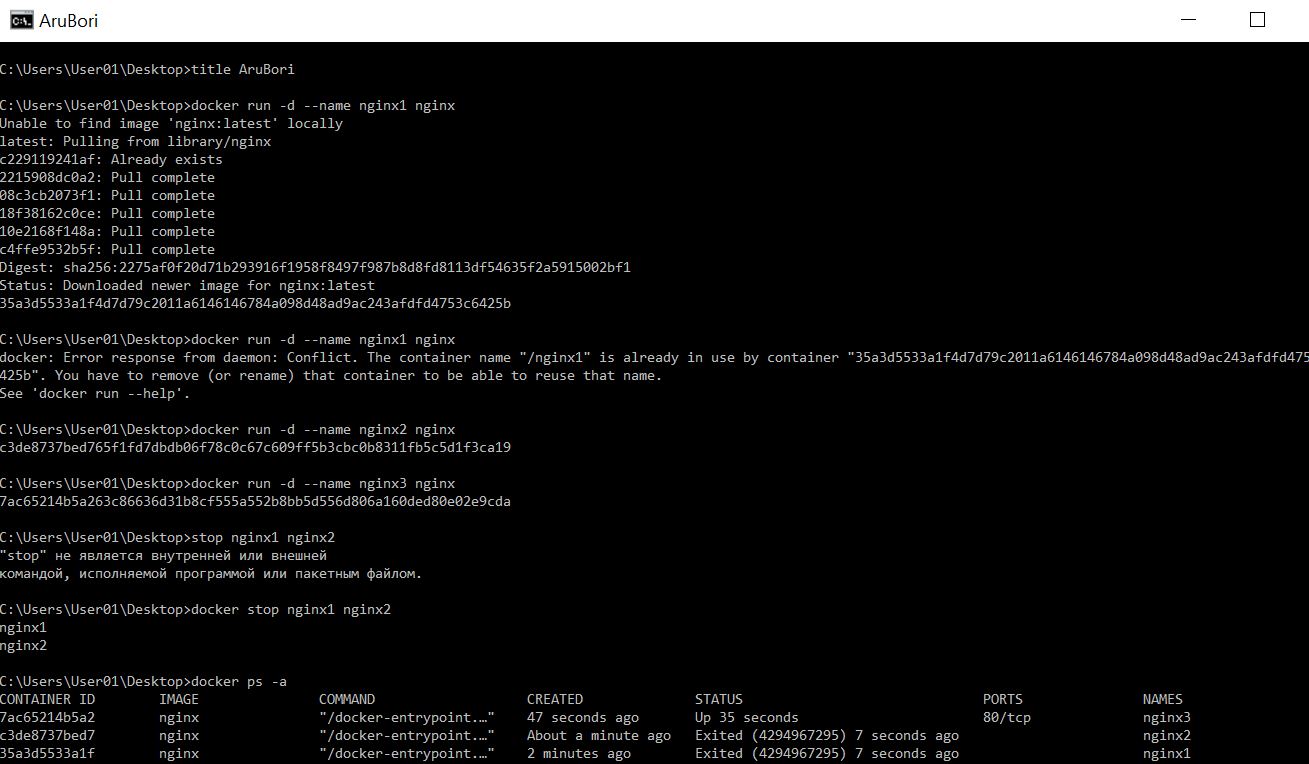 AruBori
C:\Users\User01\Desktop>title AruBori
C:\Users\User01\Desktop>docker run -d --name nginx1 nginx
Unable to find image 'nginx:latest' locally
latest: Pulling from library/nginx
c229119241af: Already exists
2215908dc0a2: Pull complete
08c3cb2073f1: Pull complete
18f38162c0ce: Pull complete
10e2168f148a: Pull complete
c4ffe9532b5f: Pull complete
Digest: sha256:2275af0f20d71b293916f1958f8497f987b8d8fd8113df54635f2a5915002bf1
Status: Downloaded newer image for nginx:latest
35a3d5533a1f4d7d79c2011a6146146784a098d48ad9ac243afdfd4753c6425b
C:\Users\User01\Desktop>docker run -d --name nginx1 nginx
docker: Error response from daemon: Conflict. The container name "/nginx1" is already in use by container "35a3d5533a1f4d7d79c2011a6146146784a098d48ad9ac243afdfd475
425b". You have to remove (or rename) that container to be able to reuse that name.
See 'docker run --help'.
C:\Users\User01\Desktop>docker run -d --name nginx2 nginx
c3de8737bed765f1fd7dbdb06f78c0c67c609ff5b3cbc0b8311fb5c5d1f3ca19
C:\Users\User01\Desktop>docker run -d --name nginx3 nginx
7ac65214b5a263c86636d31b8cf555a552b8bb5d556d806a160ded80e02e9cda
C:\Users\User01\Desktop>stop nginx1 nginx2
"stop" не является внутренней или внешней
командой, исполняемой программой или пакетным файлом.
C:\Users\User01\Desktop>docker stop nginx1 nginx2
nginx1
nginx2
C:\Users\User01\Desktop>docker ps -a
CONTAINER ID IMAGE COMMAND CREATED STATUS PORTS NAMES
7ac65214b5a2 nginx "/docker-entrypoint.…" 47 seconds ago Up 35 seconds 80/tcp nginx3
c3de8737bed7 nginx "/docker-entrypoint.…" About a minute ago Exited (4294967295) 7 seconds ago nginx2
35a3d5533a1f nginx "/docker-entrypoint.…" 2 minutes ago Exited (4294967295) 7 seconds ago nginx1